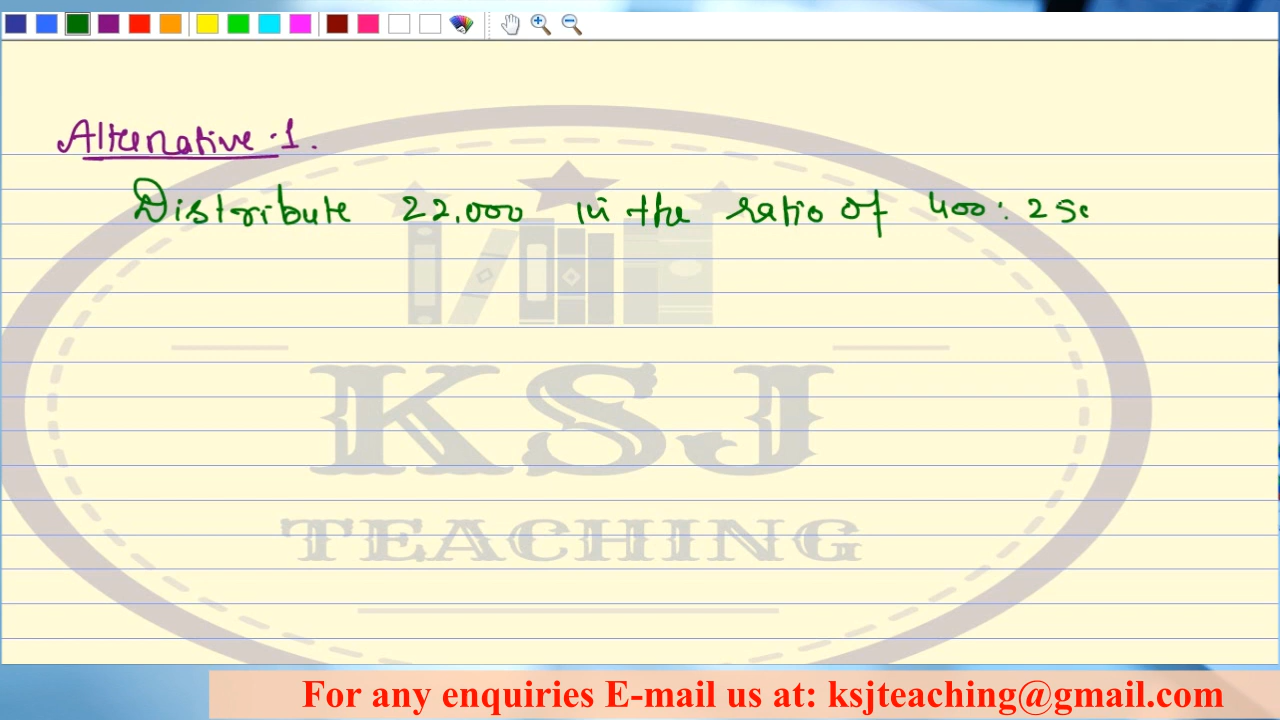 Alternative.1.
Distribute 22,000 in the ratio of 400:250
KSJ
TEACHING
For any enquiries E-mail us at: ksjteaching@gmail.com